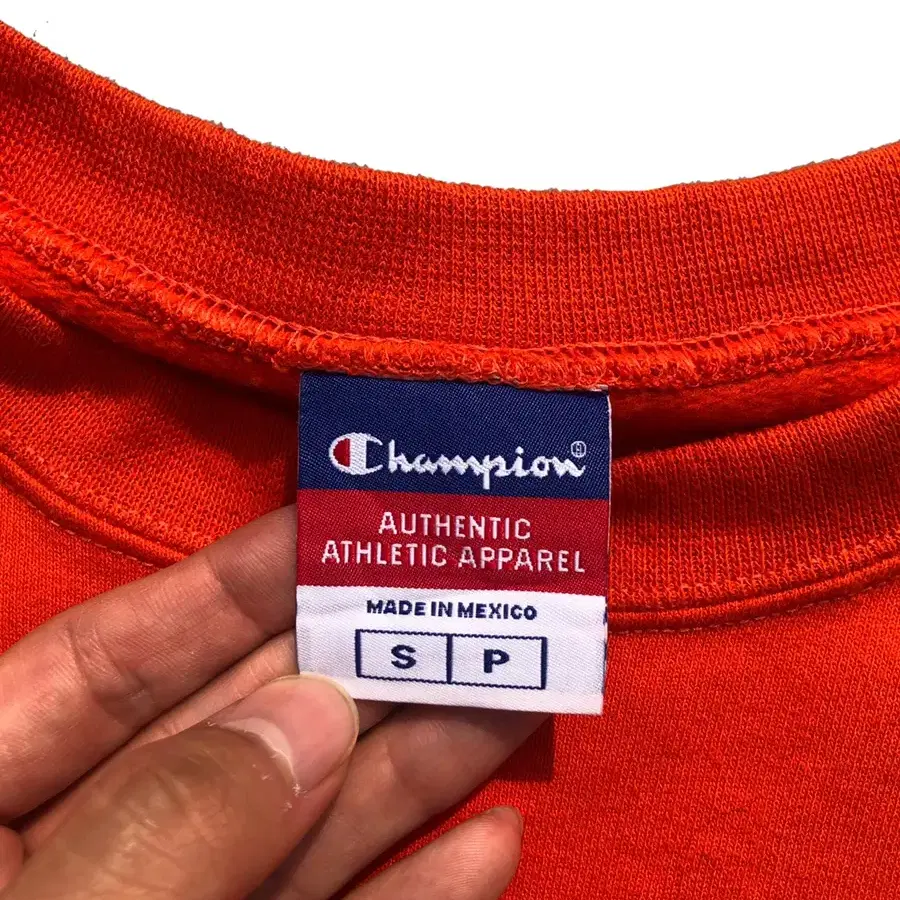 Champion®
AUTHENTIC
ATHLETIC APPAREL
MADE IN MEXICO
S P